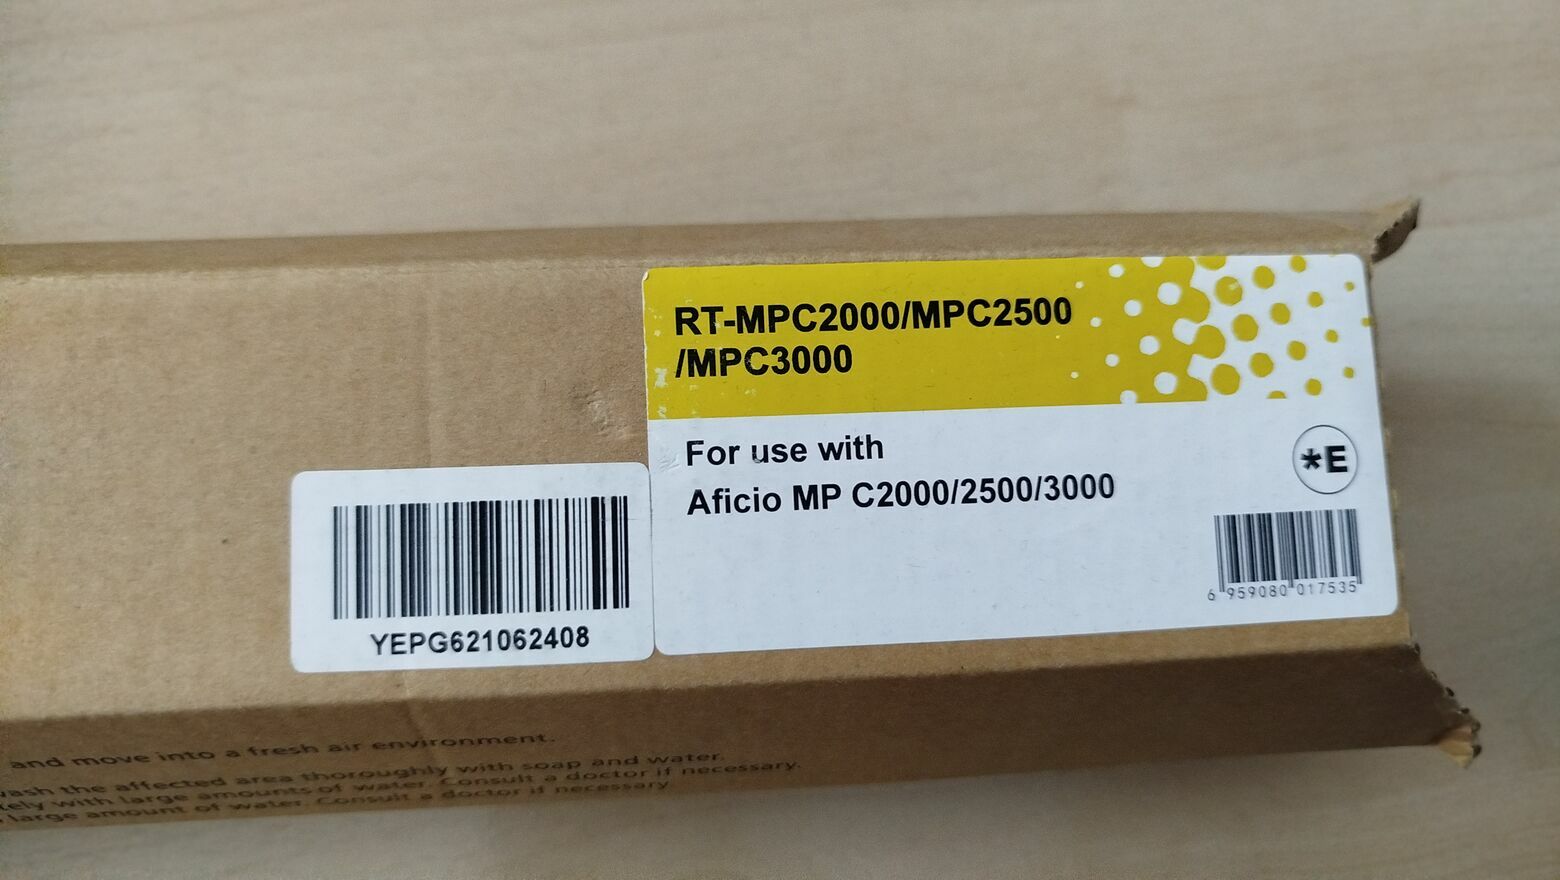 RT-MPC2000/MPC2500
/MPC3000
For use with
Aficio MP C2000/2500/3000
*E
6 959080 017535
YEPG621062408
and move into a fresh air environment.
wash the affected area thoroughly with soap and water.
with large amounts of water. Consult a doctor if necessary.
large amount of water. Consult a doctor if necessary